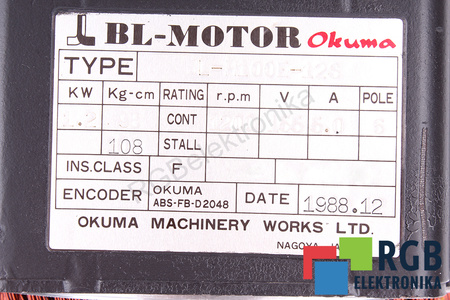 BL-MOTOR Okuma
TYPE
KW Kg-cm RATING r.p.m V A POLE
CONT
108 STALL
INS.CLASS F
ENCODER OKUMA ABS-FB-D2048 DATE 1988.12
OKUMA MACHINERY WORKS LTD.
NAGOYA
RGBelektronika
RGB
ELEKTRONIKA